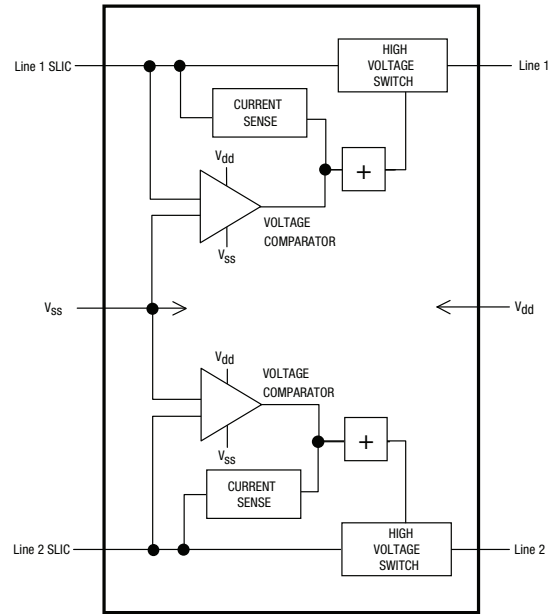 HIGH
VOLTAGE
SWITCH
Line 1 SLIC
Line 1
CURRENT
SENSE
+
Vdd
VOLTAGE
COMPARATOR
Vss
Vss
Vdd
Vdd
VOLTAGE
COMPARATOR
+
Vss
CURRENT
SENSE
HIGH
VOLTAGE
SWITCH
Line 2 SLIC
Line 2